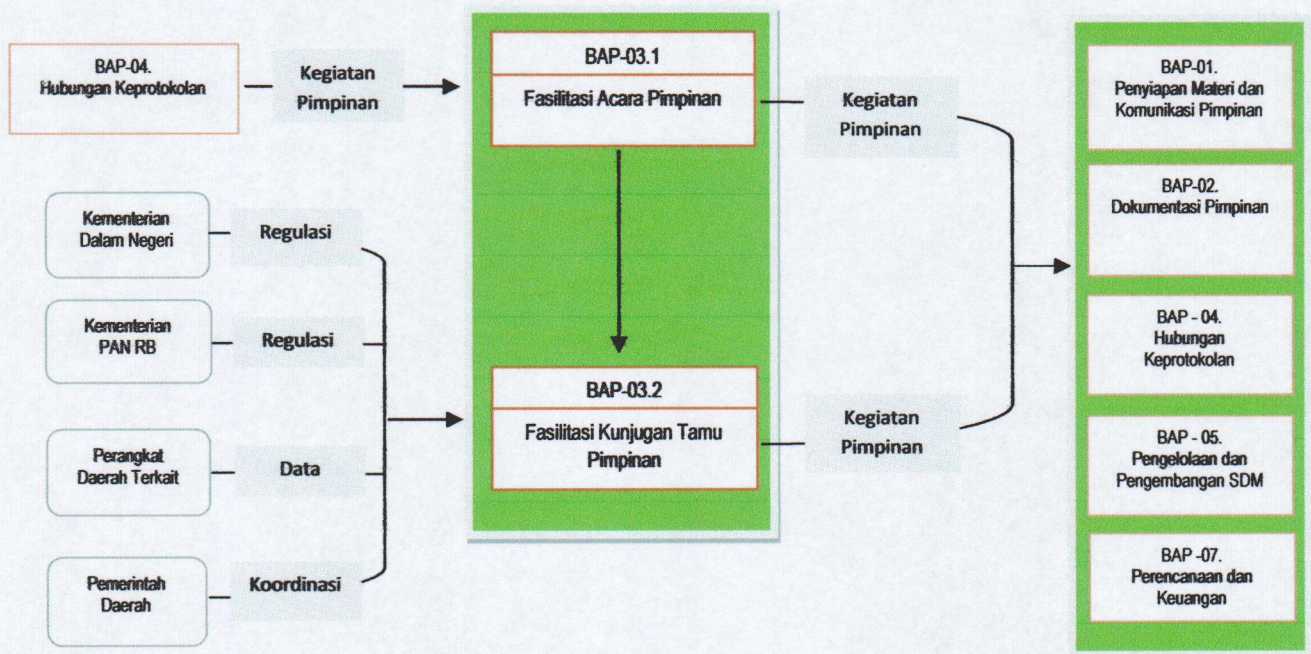 BAP-04.
Hubungan Keprotokolan
Kegiatan
Pimpinan
BAP-03.1
Fasilitasi Acara Pimpinan
Kegiatan
Pimpinan
Kementerian
Dalam Negeri
Regulasi
Kementerian
PAN RB
Regulasi
Perangkat
Daerah Terkait
Data
Pemerintah
Daerah
Koordinasi
BAP-03.2
Fasilitasi Kunjugan Tamu
Pimpinan
Kegiatan
Pimpinan
BAP-01.
Penyiapan Materi dan
Komunikasi Pimpinan
BAP-02.
Dokumentasi Pimpinan
BAP - 04.
Hubungan
Keprotokolan
BAP - 05.
Pengelolaan dan
Pengembangan SDM
BAP -07.
Perencanaan dan
Keuangan